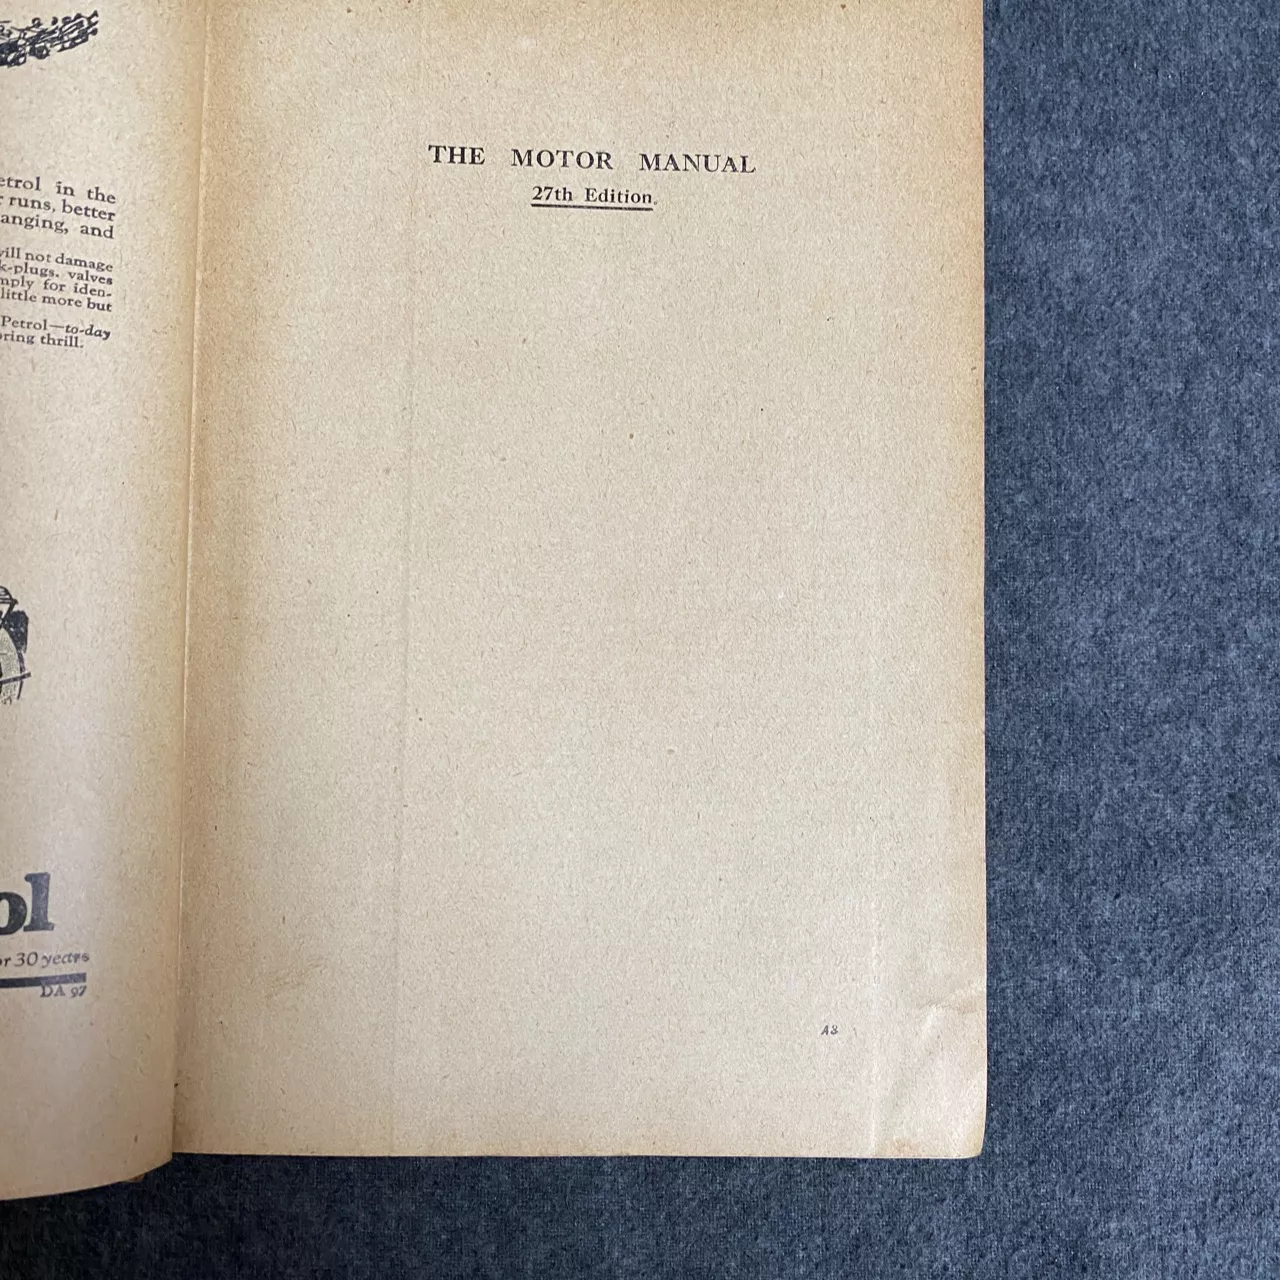 etrol in the
runs, better
anging, and
will not damage
k-plugs, valves
mply for iden-
little more but
Petrol—to-day
oring thrill.
ol
or 30 years
DA 97
THE MOTOR MANUAL
27th Edition.
A3